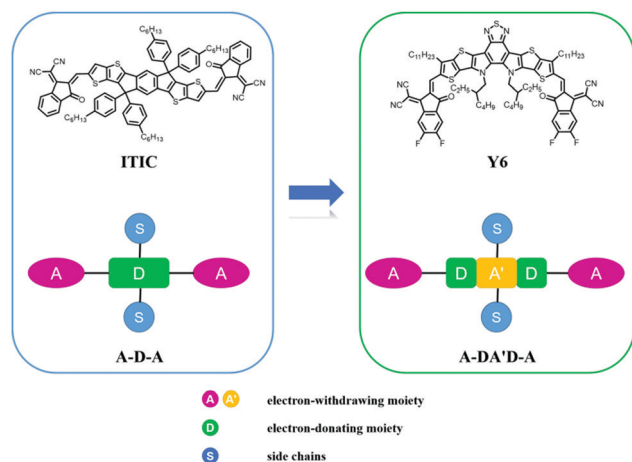 C₆H₁₃
C₆H₁₃
NC
CN
O
S
S
O
CN
NC
S
S
C₆H₁₃
C₆H₁₃
ITIC
N S N
C₁₁H₂₃
S
S
C₁₁H₂₅
S
S
N
N
NC
CN
O
C₂H₅
C₂H₅
O
CN
NC
C₄H₉
C₄H₉
F
F
F
F
Y6
S
A
D
A
S
A-D-A
S
A
D
A'
D
A
S
A-DA'D-A
A A' electron-withdrawing moiety
D electron-donating moiety
S side chains